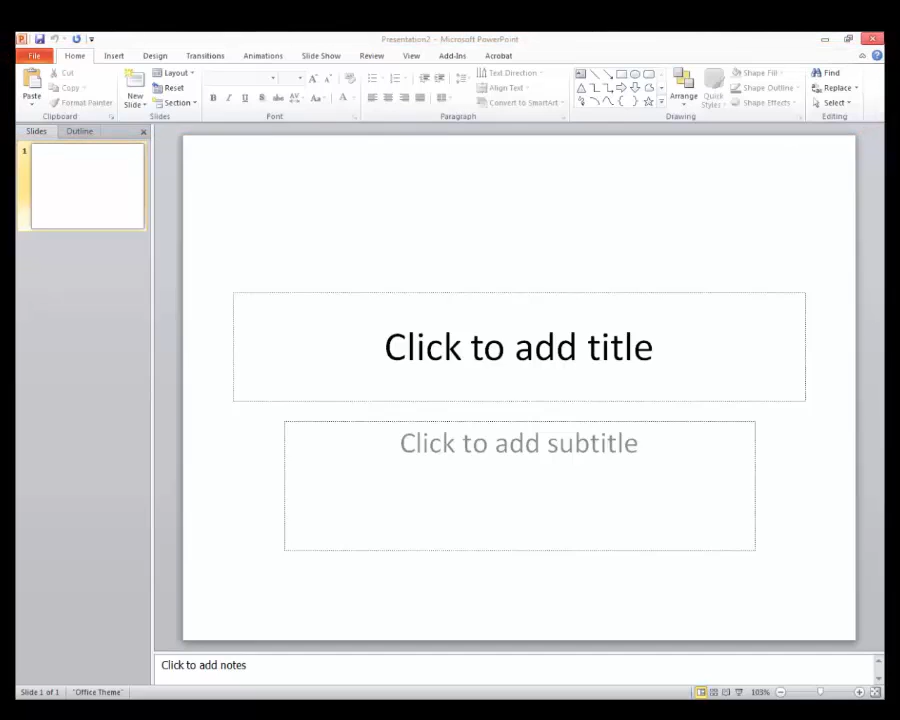 Presentation2 - Microsoft PowerPoint
File Home Insert Design Transitions Animations Slide Show Review View Add-Ins Acrobat
Paste Cut Copy Format Painter
Clipboard
New Slide Layout Reset Section
Slides
Font
Text Direction
Align Text
Convert to SmartArt
Paragraph
Arrange Quick Styles Shape Fill Shape Outline Shape Effects
Drawing
Find Replace Select
Editing
Slides Outline
1
Click to add title
Click to add subtitle
Click to add notes
Slide 1 of 1 "Office Theme" 103%